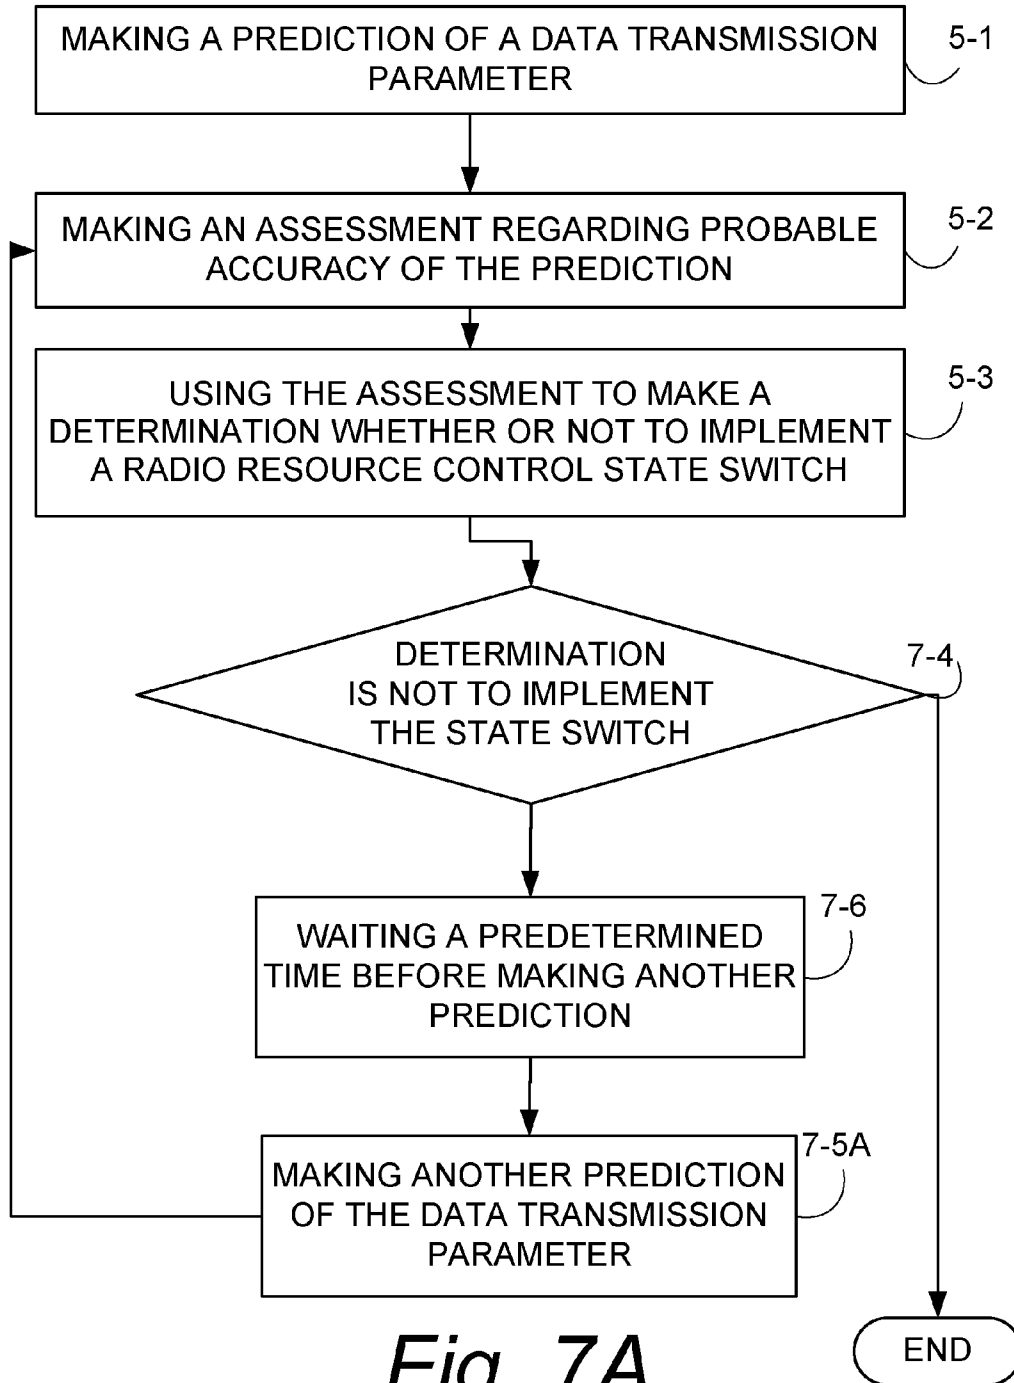 MAKING A PREDICTION OF A DATA TRANSMISSION
PARAMETER
5-1
MAKING AN ASSESSMENT REGARDING PROBABLE
ACCURACY OF THE PREDICTION
5-2
USING THE ASSESSMENT TO MAKE A
DETERMINATION WHETHER OR NOT TO IMPLEMENT
A RADIO RESOURCE CONTROL STATE SWITCH
5-3
DETERMINATION
IS NOT TO IMPLEMENT
THE STATE SWITCH
7-4
WAITING A PREDETERMINED
TIME BEFORE MAKING ANOTHER
PREDICTION
7-6
MAKING ANOTHER PREDICTION
OF THE DATA TRANSMISSION
PARAMETER
7-5A
END
Fig. 7A